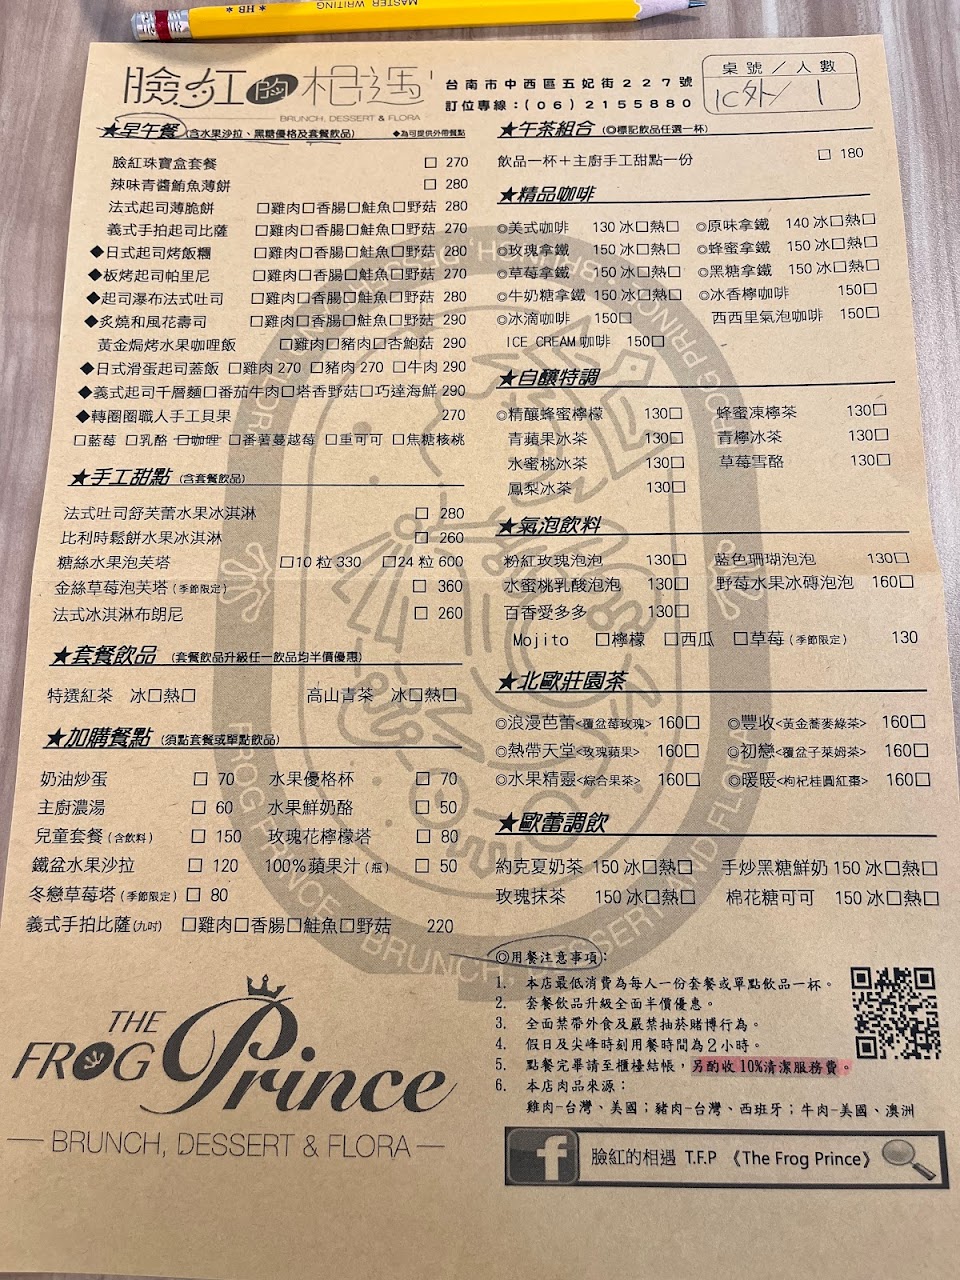 MASTER WRITING
* HB *
臉紅的相遇
BRUNCH, DESSERT & FLORA
台南市中西區五妃街227號
訂位專線:(06)2155880
桌號/人數
1C外/1
★早午餐(含水果沙拉、黑糖優格及套餐飲品) ◆為可提供外帶餐點
臉紅珠寶盒套餐 □ 270
辣味青醬鮪魚薄餅 □ 280
法式起司薄脆餅 □雞肉□香腸□鮭魚□野菇 280
義式手拍起司比薩 □雞肉□香腸□鮭魚□野菇 270
◆日式起司烤飯糰 □雞肉□香腸□鮭魚□野菇 280
◆板烤起司帕里尼 □雞肉□香腸□鮭魚□野菇 270
◆起司瀑布法式吐司 □雞肉□香腸□鮭魚□野菇 280
◆炙燒和風花壽司 □雞肉□香腸□鮭魚□野菇 290
黃金焗烤水果咖哩飯 □雞肉□豬肉□杏鮑菇 290
◆日式滑蛋起司蓋飯 □雞肉 270 □豬肉 270 □牛肉 290
◆義式起司千層麵□番茄牛肉□塔香野菇□巧達海鮮 290
◆轉圈圈職人手工貝果 270
□藍莓 □乳酪 □咖哩 □番薯蔓越莓 □重可可 □焦糖核桃
★手工甜點 (含套餐飲品)
法式吐司舒芙蕾水果冰淇淋 □ 280
比利時鬆餅水果冰淇淋 □ 260
糖絲水果泡芙塔 □10 粒 330 □24 粒 600
金絲草莓泡芙塔(季節限定) □ 360
法式冰淇淋布朗尼 □ 260
★套餐飲品 (套餐飲品升級任一飲品均半價優惠)
特選紅茶 冰□熱□ 高山青茶 冰□熱□
★加購餐點 (須點套餐或單點飲品)
奶油炒蛋 □ 70 水果優格杯 □ 70
主廚濃湯 □ 60 水果鮮奶酪 □ 50
兒童套餐(含飲料) □ 150 玫瑰花檸檬塔 □ 80
鐵盆水果沙拉 □ 120 100%蘋果汁(瓶) □ 50
冬戀草莓塔(季節限定) □ 80
義式手拍比薩(九吋) □雞肉□香腸□鮭魚□野菇 220
★午茶組合 (◎標記飲品任選一杯)
飲品一杯+主廚手工甜點一份 □ 180
★精品咖啡
◎美式咖啡 130 冰□熱□ ◎原味拿鐵 140 冰□熱□
◎玫瑰拿鐵 150 冰□熱□ ◎蜂蜜拿鐵 150 冰□熱□
◎草莓拿鐵 150 冰□熱□ ◎黑糖拿鐵 150 冰□熱□
◎牛奶糖拿鐵 150 冰□熱□ ◎冰香檸咖啡 150□
◎冰滴咖啡 150□ 西西里氣泡咖啡 150□
ICE CREAM 咖啡 150□
★自釀特調
◎精釀蜂蜜檸檬 130□ 蜂蜜凍檸茶 130□
青蘋果冰茶 130□ 青檸冰茶 130□
水蜜桃冰茶 130□ 草莓雪酪 130□
鳳梨冰茶 130□
★氣泡飲料
粉紅玫瑰泡泡 130□ 藍色珊瑚泡泡 130□
水蜜桃乳酸泡泡 130□ 野莓水果冰磚泡泡 160□
百香愛多多 130□
Mojito □檸檬 □西瓜 □草莓(季節限定) 130
★北歐莊園茶
◎浪漫芭蕾<覆盆莓玫瑰> 160□ ◎豐收<黃金蕎麥綠茶> 160□
◎熱帶天堂<玫瑰蘋果> 160□ ◎初戀<覆盆子萊姆茶> 160□
◎水果精靈<綜合果茶> 160□ ◎暖暖<枸杞桂圓紅棗> 160□
★歐蕾調飲
約克夏奶茶 150 冰□熱□ 手炒黑糖鮮奶 150 冰□熱□
玫瑰抹茶 150 冰□熱□ 棉花糖可可 150 冰□熱□
◎用餐注意事項:
1. 本店最低消費為每人一份套餐或單點飲品一杯。
2. 套餐飲品升級全面半價優惠。
3. 全面禁帶外食及嚴禁抽菸賭博行為。
4. 假日及尖峰時刻用餐時間為2小時。
5. 點餐完畢請至櫃檯結帳,另酌收10%清潔服務費。
6. 本店肉品來源:
雞肉-台灣、美國;豬肉-台灣、西班牙;牛肉-美國、澳洲
THE
FROG Prince
BRUNCH, DESSERT & FLORA
f 臉紅的相遇 T.F.P 《The Frog Prince》